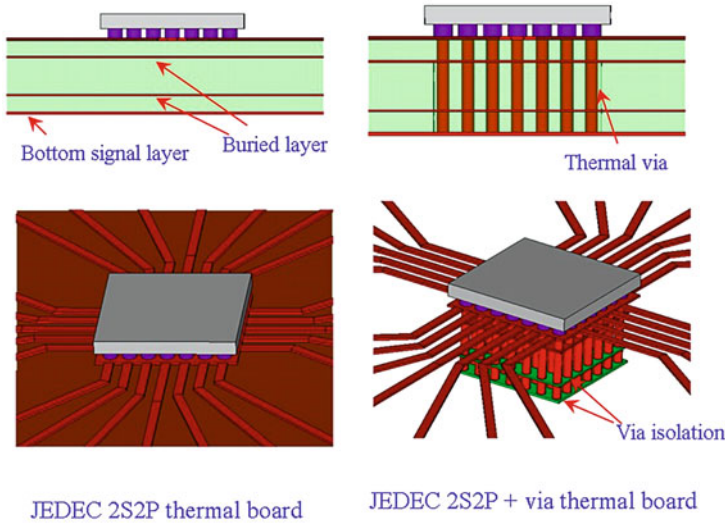 Bottom signal layer
Buried layer
Thermal via
Via isolation
JEDEC 2S2P thermal board
JEDEC 2S2P + via thermal board